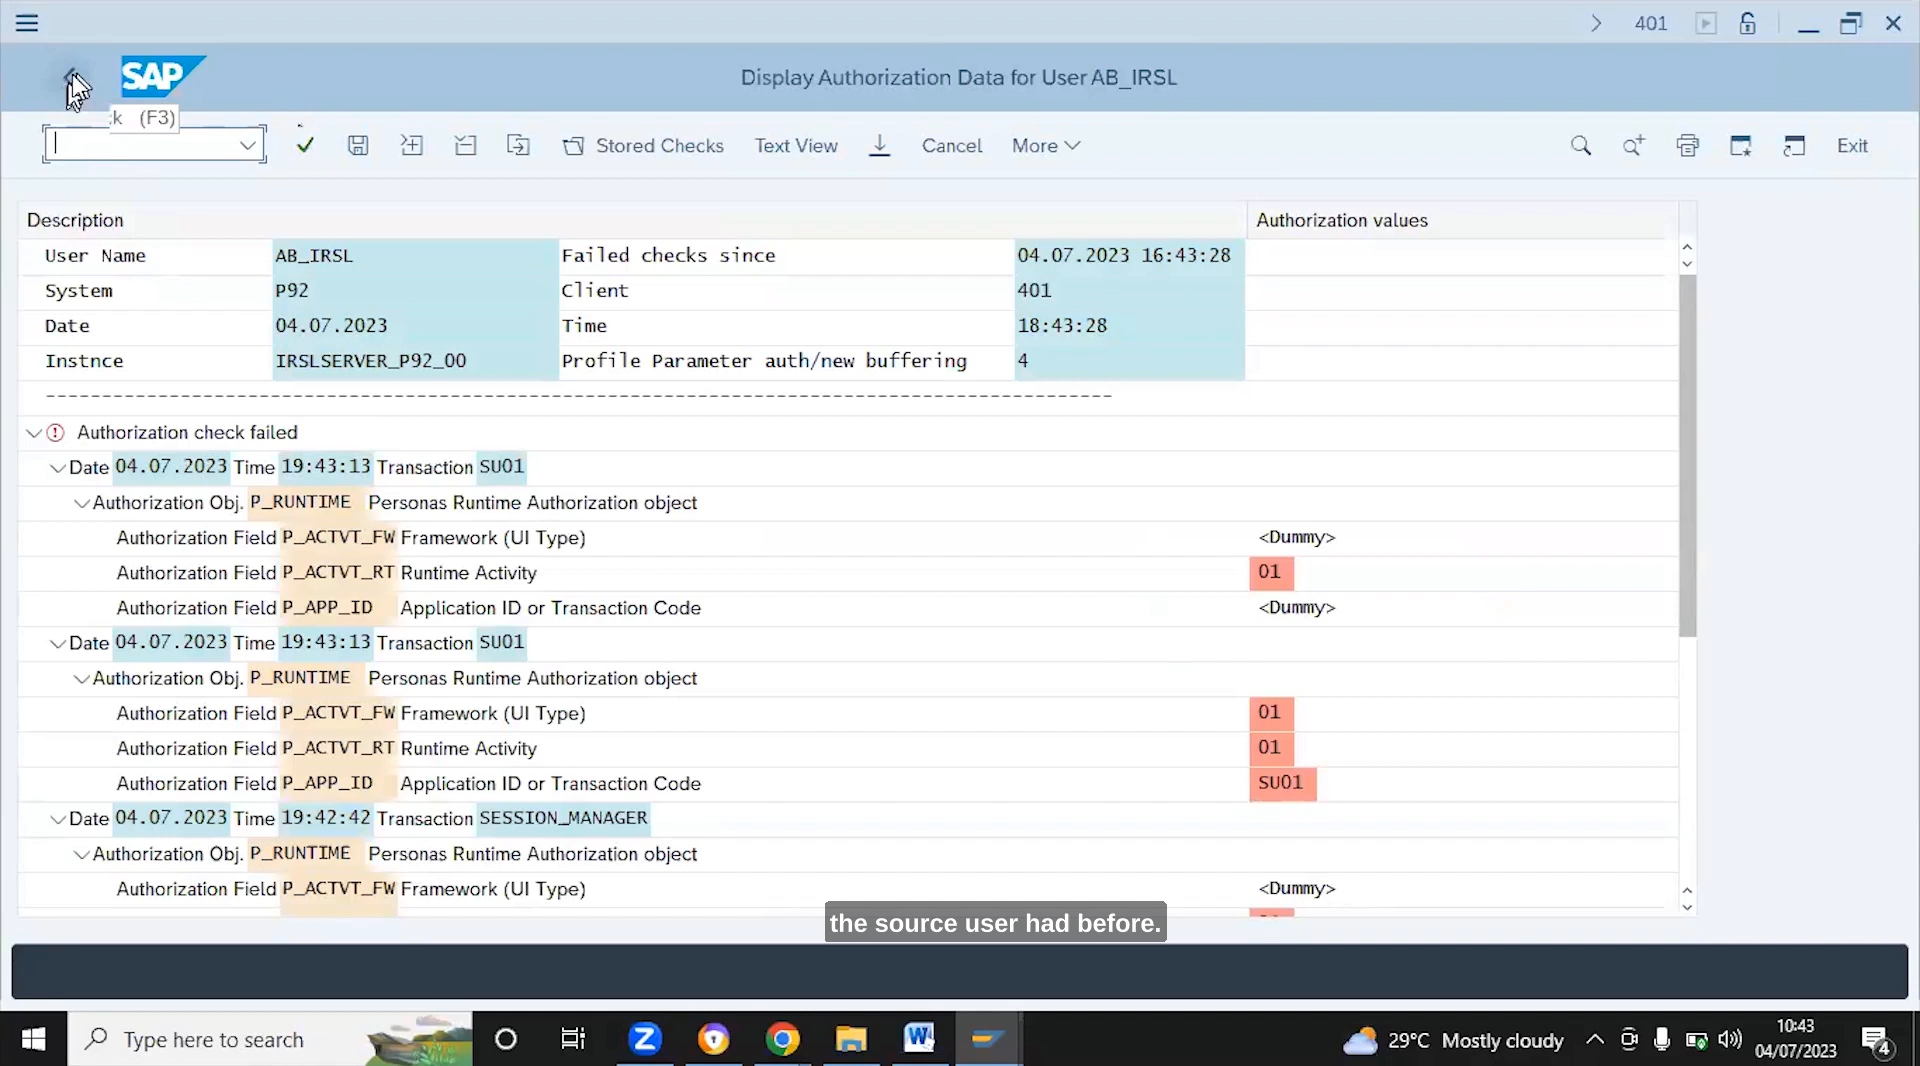 401
SAP
Display Authorization Data for User AB_IRSL
k (F3)
Stored Checks Text View Cancel More Exit
Description Authorization values
User Name AB_IRSL Failed checks since 04.07.2023 16:43:28
System P92 Client 401
Date 04.07.2023 Time 18:43:28
Instnce IRSLSERVER_P92_00 Profile Parameter auth/new buffering 4
Authorization check failed
Date 04.07.2023 Time 19:43:13 Transaction SU01
Authorization Obj. P_RUNTIME Personas Runtime Authorization object
Authorization Field P_ACTVT_FW Framework (UI Type) <Dummy>
Authorization Field P_ACTVT_RT Runtime Activity 01
Authorization Field P_APP_ID Application ID or Transaction Code <Dummy>
Date 04.07.2023 Time 19:43:13 Transaction SU01
Authorization Obj. P_RUNTIME Personas Runtime Authorization object
Authorization Field P_ACTVT_FW Framework (UI Type) 01
Authorization Field P_ACTVT_RT Runtime Activity 01
Authorization Field P_APP_ID Application ID or Transaction Code SU01
Date 04.07.2023 Time 19:42:42 Transaction SESSION_MANAGER
Authorization Obj. P_RUNTIME Personas Runtime Authorization object
Authorization Field P_ACTVT_FW Framework (UI Type) <Dummy>
the source user had before.
Type here to search
29°C Mostly cloudy
10:43
04/07/2023
4